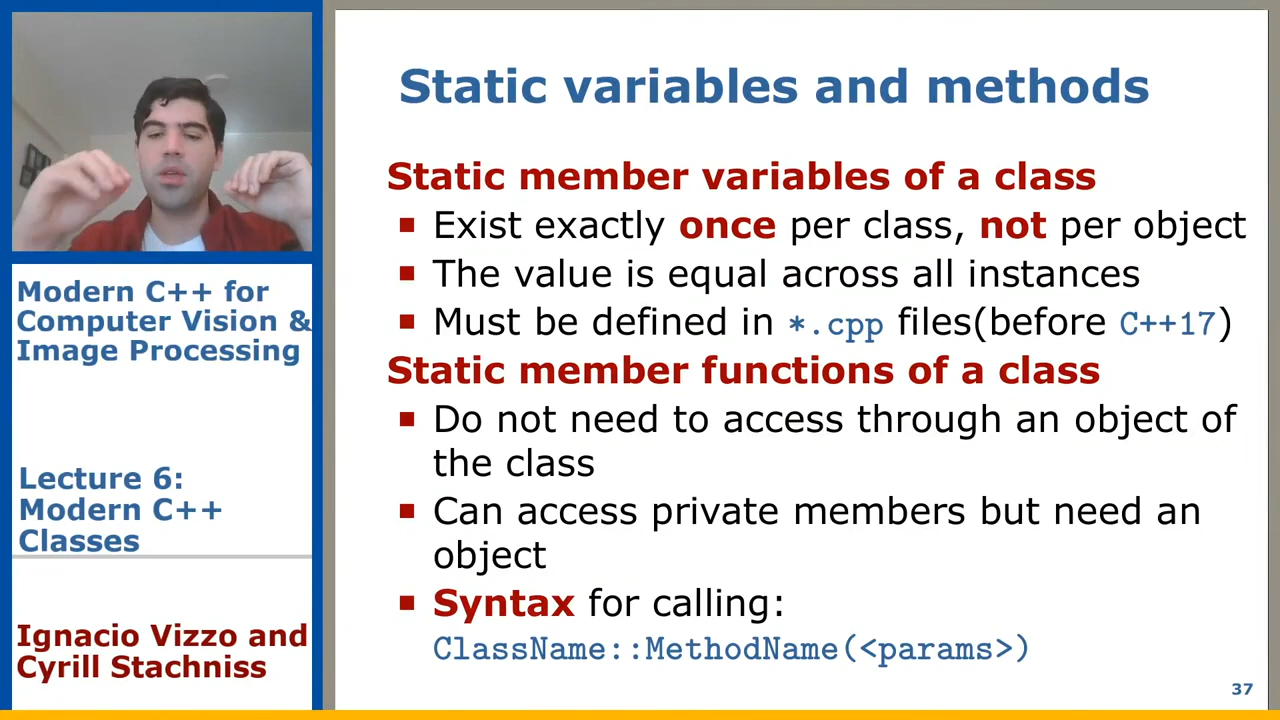 Static variables and methods
Static member variables of a class
Exist exactly once per class, not per object
The value is equal across all instances
Must be defined in *.cpp files(before C++17)
Static member functions of a class
Do not need to access through an object of
the class
Can access private members but need an
object
Syntax for calling:
ClassName::MethodName(<params>)
37
Modern C++ for
Computer Vision &
Image Processing
Lecture 6:
Modern C++
Classes
Ignacio Vizzo and
Cyrill Stachniss